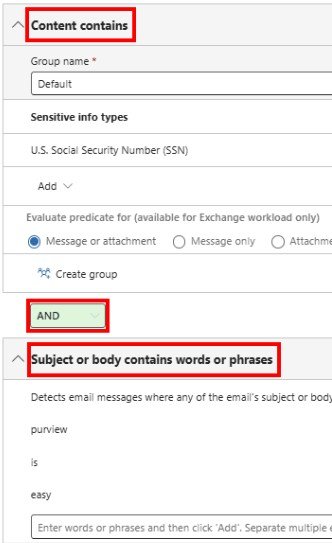 Content contains
Group name *
Default
Sensitive info types
U.S. Social Security Number (SSN)
Add
Evaluate predicate for (available for Exchange workload only)
Message or attachment Message only Attachme
Create group
AND
Subject or body contains words or phrases
Detects email messages where any of the email's subject or body
purview
is
easy
Enter words or phrases and then click 'Add'. Separate multiple e